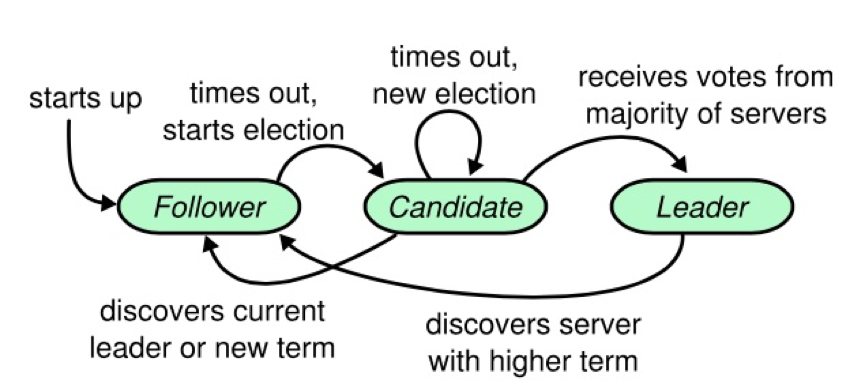 starts up
times out,
starts election
times out,
new election
receives votes from
majority of servers
Follower
Candidate
Leader
discovers current
leader or new term
discovers server
with higher term